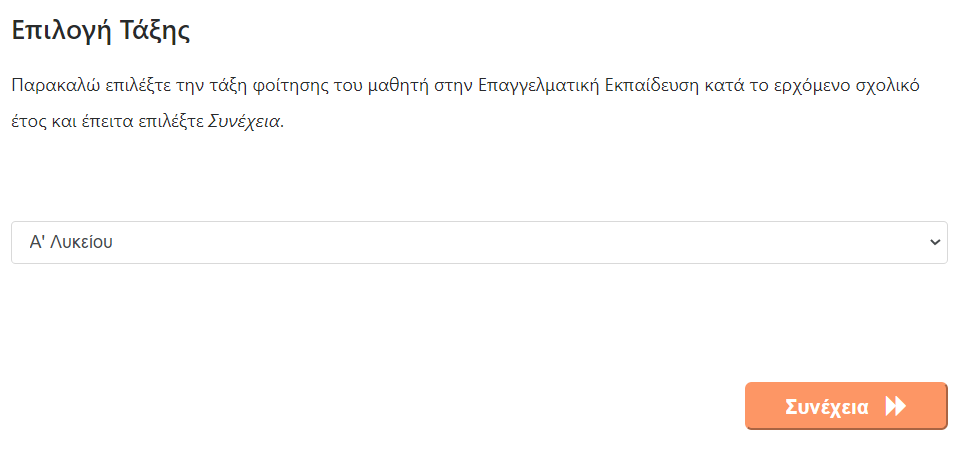 Επιλογή Τάξης
Παρακαλώ επιλέξτε την τάξη φοίτησης του μαθητή στην Επαγγελματική Εκπαίδευση κατά το ερχόμενο σχολικό
έτος και έπειτα επιλέξτε Συνέχεια.
Α' Λυκείου
Συνέχεια